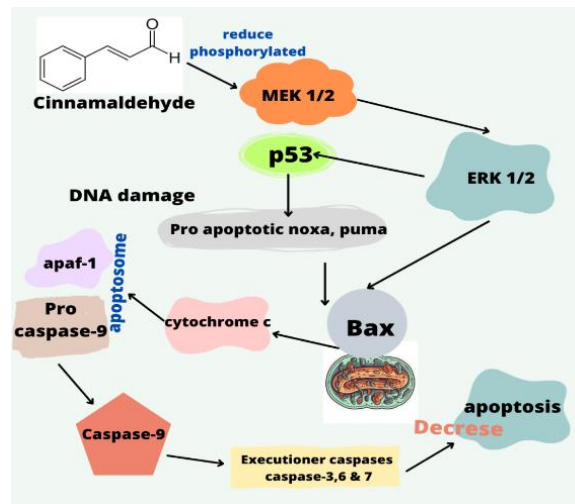 reduce
phosphorylated
H
O
Cinnamaldehyde
MEK 1/2
p53
ERK 1/2
DNA damage
Pro apoptotic noxa, puma
apaf-1
apoptosome
Pro
caspase-9
cytochrome c
Bax
apoptosis
Decrese
Caspase-9
Executioner caspases
caspase-3,6 & 7